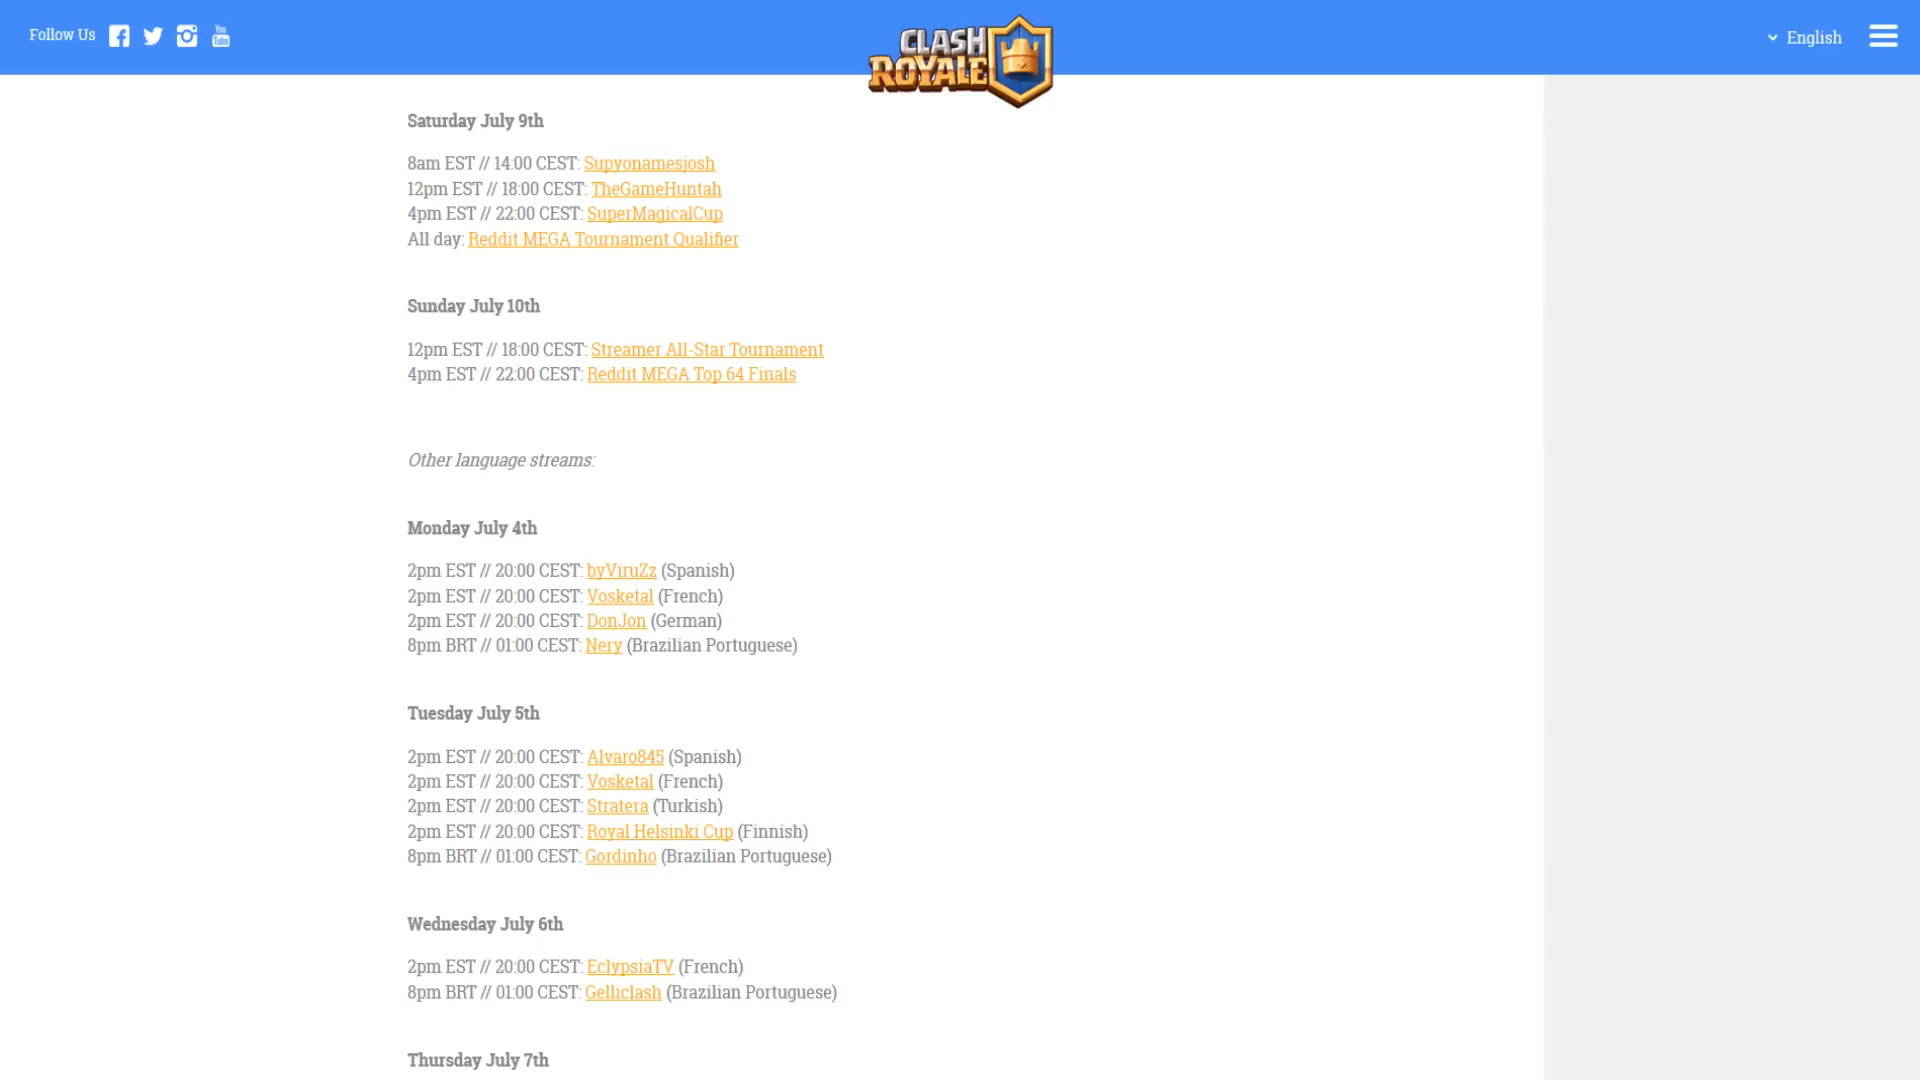 Follow Us
You
Tube
CLASH
ROYALE
English
Saturday July 9th
8am EST // 14:00 CEST: Supyonamesjosh
12pm EST // 18:00 CEST: TheGameHuntah
4pm EST // 22:00 CEST: SuperMagicalCup
All day: Reddit MEGA Tournament Qualifier
Sunday July 10th
12pm EST // 18:00 CEST: Streamer All-Star Tournament
4pm EST // 22:00 CEST: Reddit MEGA Top 64 Finals
Other language streams:
Monday July 4th
2pm EST // 20:00 CEST: byViruZz (Spanish)
2pm EST // 20:00 CEST: Vosketal (French)
2pm EST // 20:00 CEST: DonJon (German)
8pm BRT // 01:00 CEST: Nery (Brazilian Portuguese)
Tuesday July 5th
2pm EST // 20:00 CEST: Alvaro845 (Spanish)
2pm EST // 20:00 CEST: Vosketal (French)
2pm EST // 20:00 CEST: Stratera (Turkish)
2pm EST // 20:00 CEST: Royal Helsinki Cup (Finnish)
8pm BRT // 01:00 CEST: Gordinho (Brazilian Portuguese)
Wednesday July 6th
2pm EST // 20:00 CEST: EclypsiaTV (French)
8pm BRT // 01:00 CEST: Gelliclash (Brazilian Portuguese)
Thursday July 7th